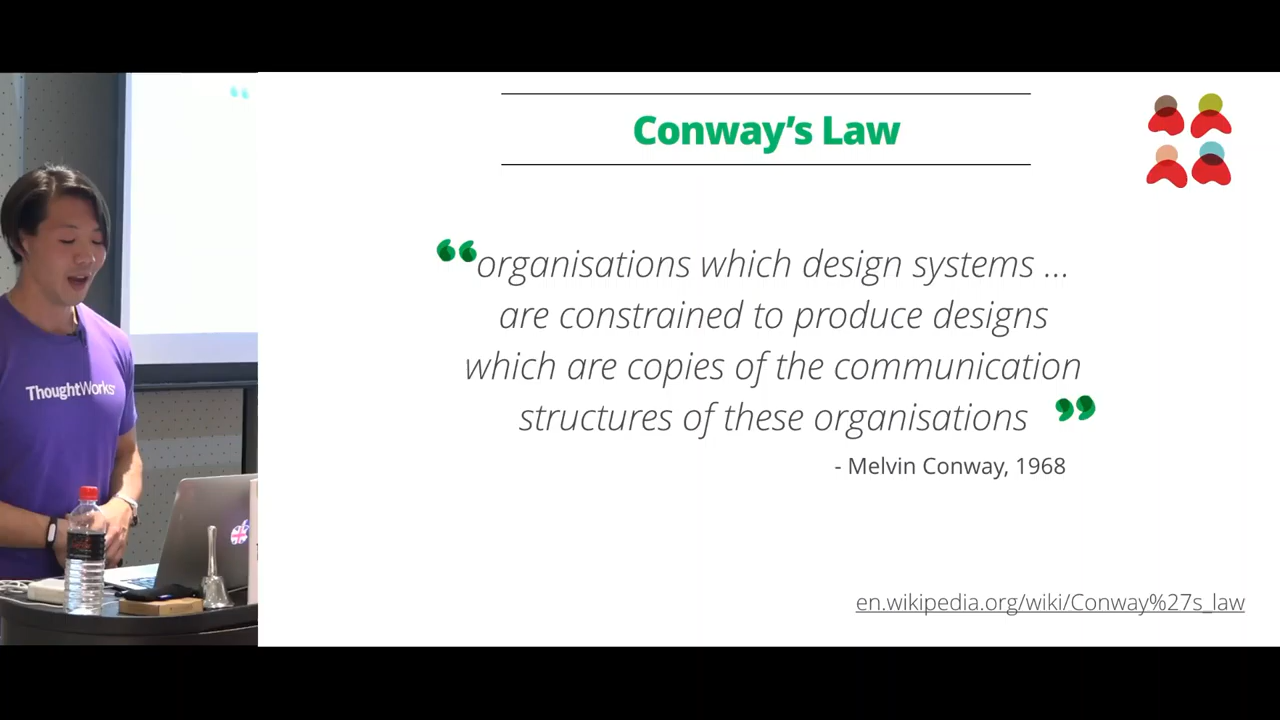 Conway's Law
“organisations which design systems ...
are constrained to produce designs
which are copies of the communication
structures of these organisations ”
- Melvin Conway, 1968
en.wikipedia.org/wiki/Conway%27s_law
ThoughtWorks®